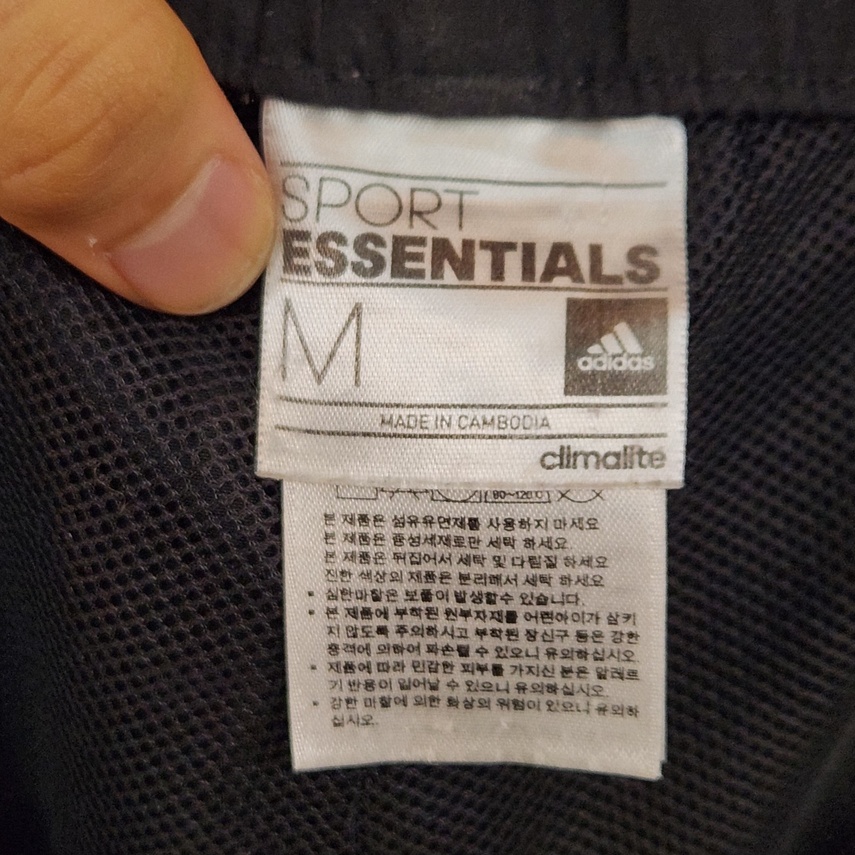 SPORT
ESSENTIALS
M
adidas
MADE IN CAMBODIA
climalite
80~120℃
본 제품은 섬유유연제를 사용하지 마세요
본 제품은 중성세제로만 세탁 하세요.
본 제품은 뒤집어서 세탁 및 다림질 하세요
진한 색상의 제품은 분리해서 세탁 하세요
• 심한마찰은 보풀이 발생할수 있습니다.
• 본 제품에 부착된 원부자재를 어린아이가 삼키
지 않도록 주의하시고 부착된 장신구 등은 강한
충격에 의하여 파손될 수 있으니 유의하십시오.
• 제품에 따라 민감한 피부를 가지신 분은 알레르
기 반응이 일어날 수 있으니 유의하십시오.
• 강한 마찰에 의한 화상의 위험이 있으니 유의하
십시오.